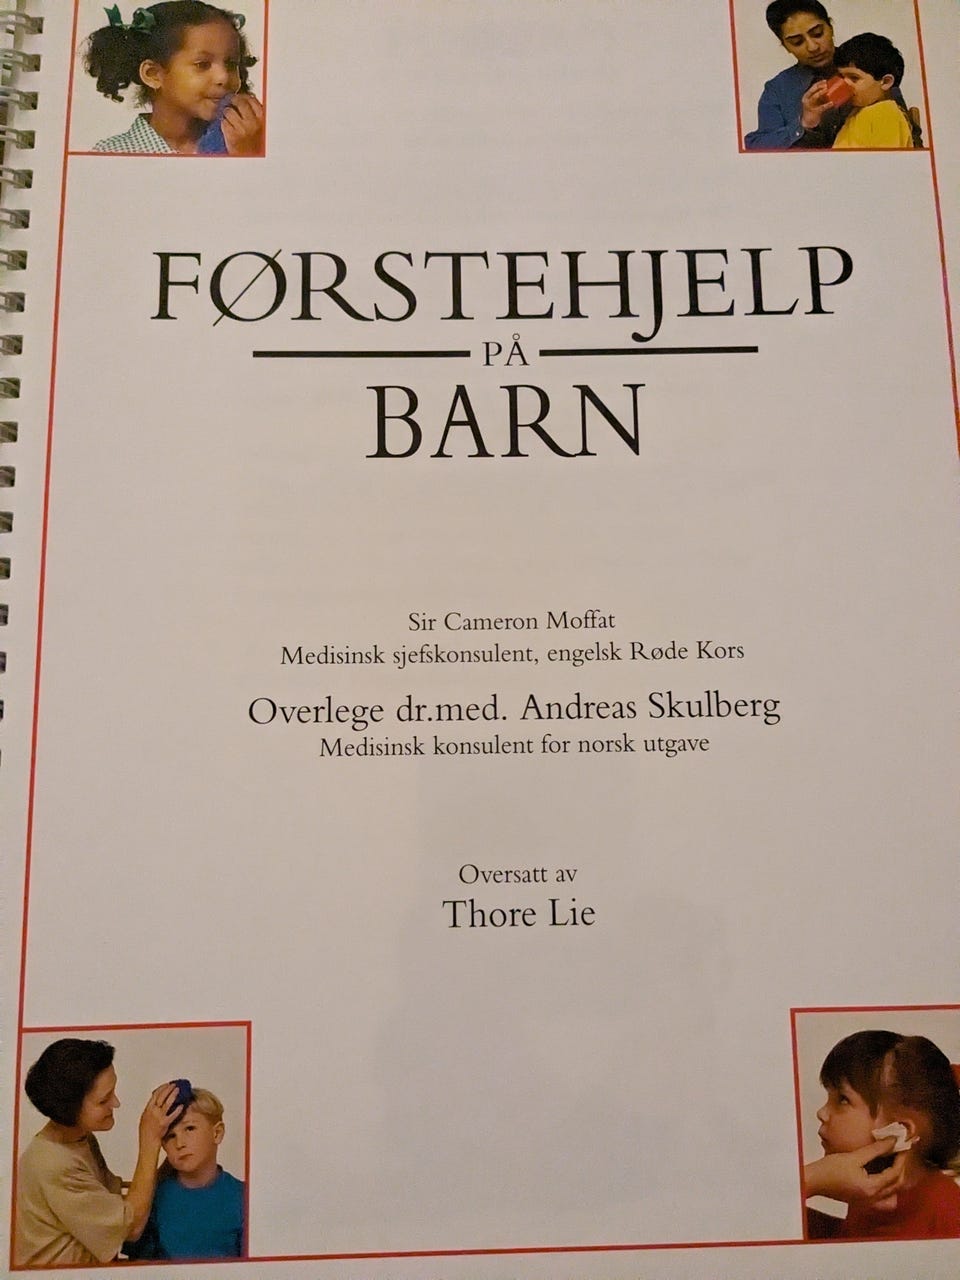 FØRSTEHJELP
PÅ
BARN
Sir Cameron Moffat
Medisinsk sjefskonsulent, engelsk Røde Kors
Overlege dr.med. Andreas Skulberg
Medisinsk konsulent for norsk utgave
Oversatt av
Thore Lie